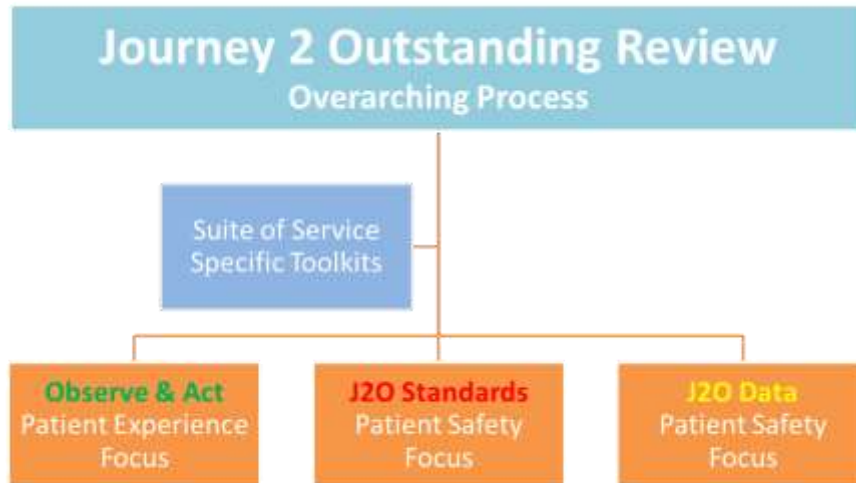 Journey 2 Outstanding Review
Overarching Process
Suite of Service
Specific Toolkits
Observe & Act
Patient Experience
Focus
J2O Standards
Patient Safety
Focus
J2O Data
Patient Safety
Focus